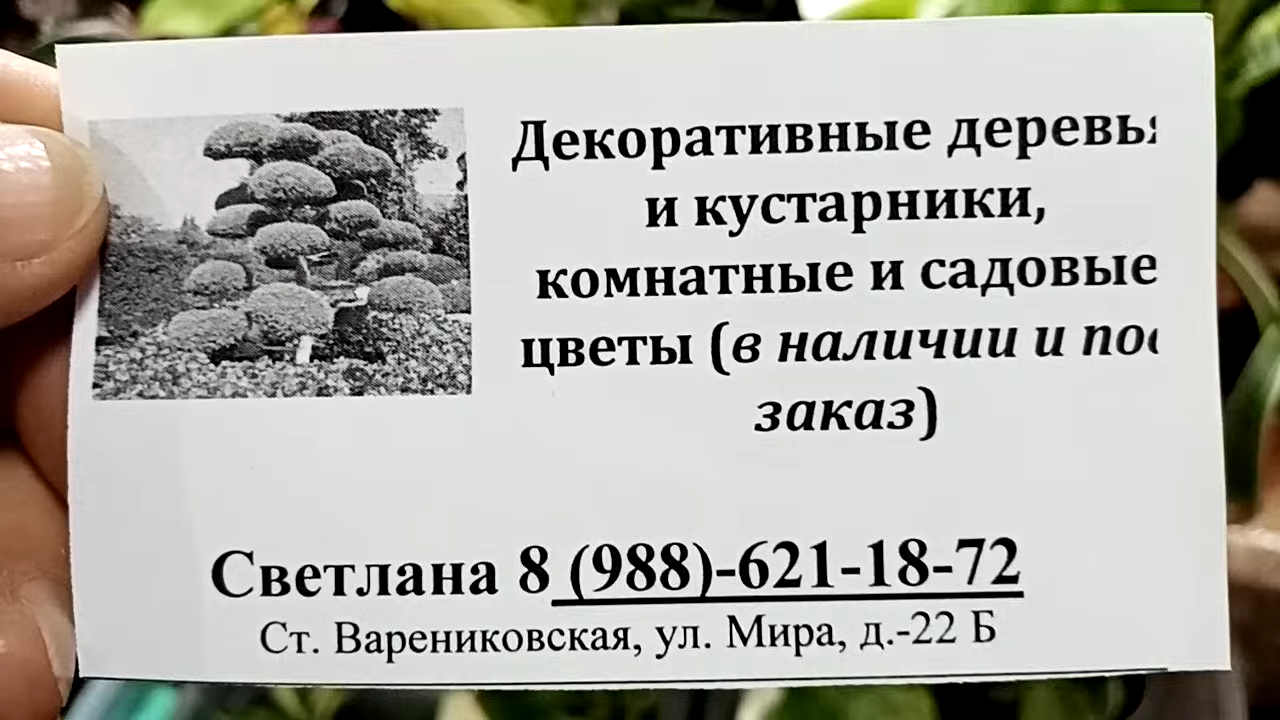 Декоративные деревья
и кустарники,
комнатные и садовые
цветы (в наличии и под
заказ)
Светлана 8 (988)-621-18-72
Ст. Варениковская, ул. Мира, д.-22 Б